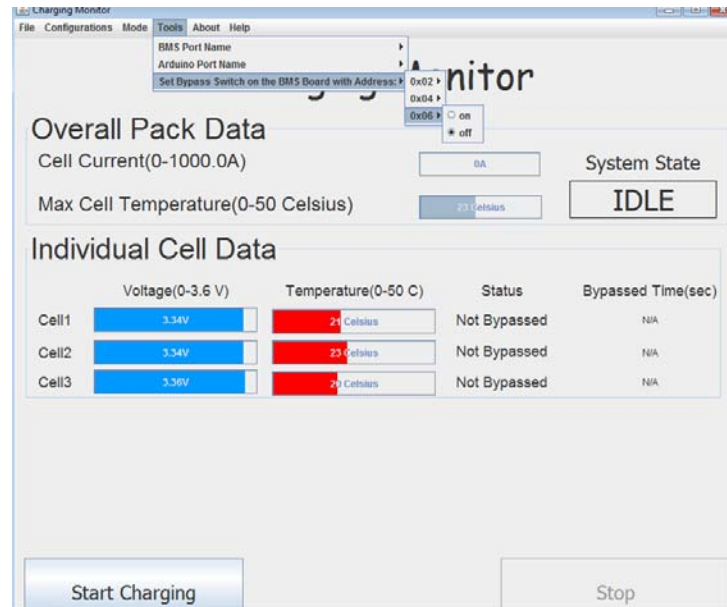 Charging Monitor
File Configurations Mode Tools About Help
BMS Port Name
Arduino Port Name
Set Bypass Switch on the BMS Board with Address:
0x02
0x04
0x06
on
off
nitor
Overall Pack Data
Cell Current(0-1000.0A)
0A
System State
Max Cell Temperature(0-50 Celsius)
23 Celsius
IDLE
Individual Cell Data
Voltage(0-3.6 V) Temperature(0-50 C) Status Bypassed Time(sec)
Cell1 3.34V 21 Celsius Not Bypassed N/A
Cell2 3.34V 23 Celsius Not Bypassed N/A
Cell3 3.36V 20 Celsius Not Bypassed N/A
Start Charging Stop